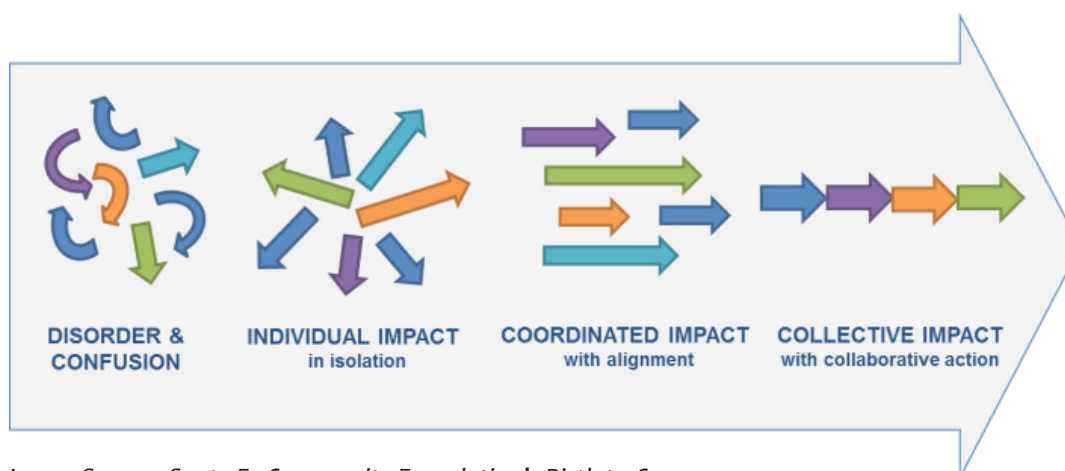 DISORDER &
CONFUSION
INDIVIDUAL IMPACT
in isolation
COORDINATED IMPACT
with alignment
COLLECTIVE IMPACT
with collaborative action